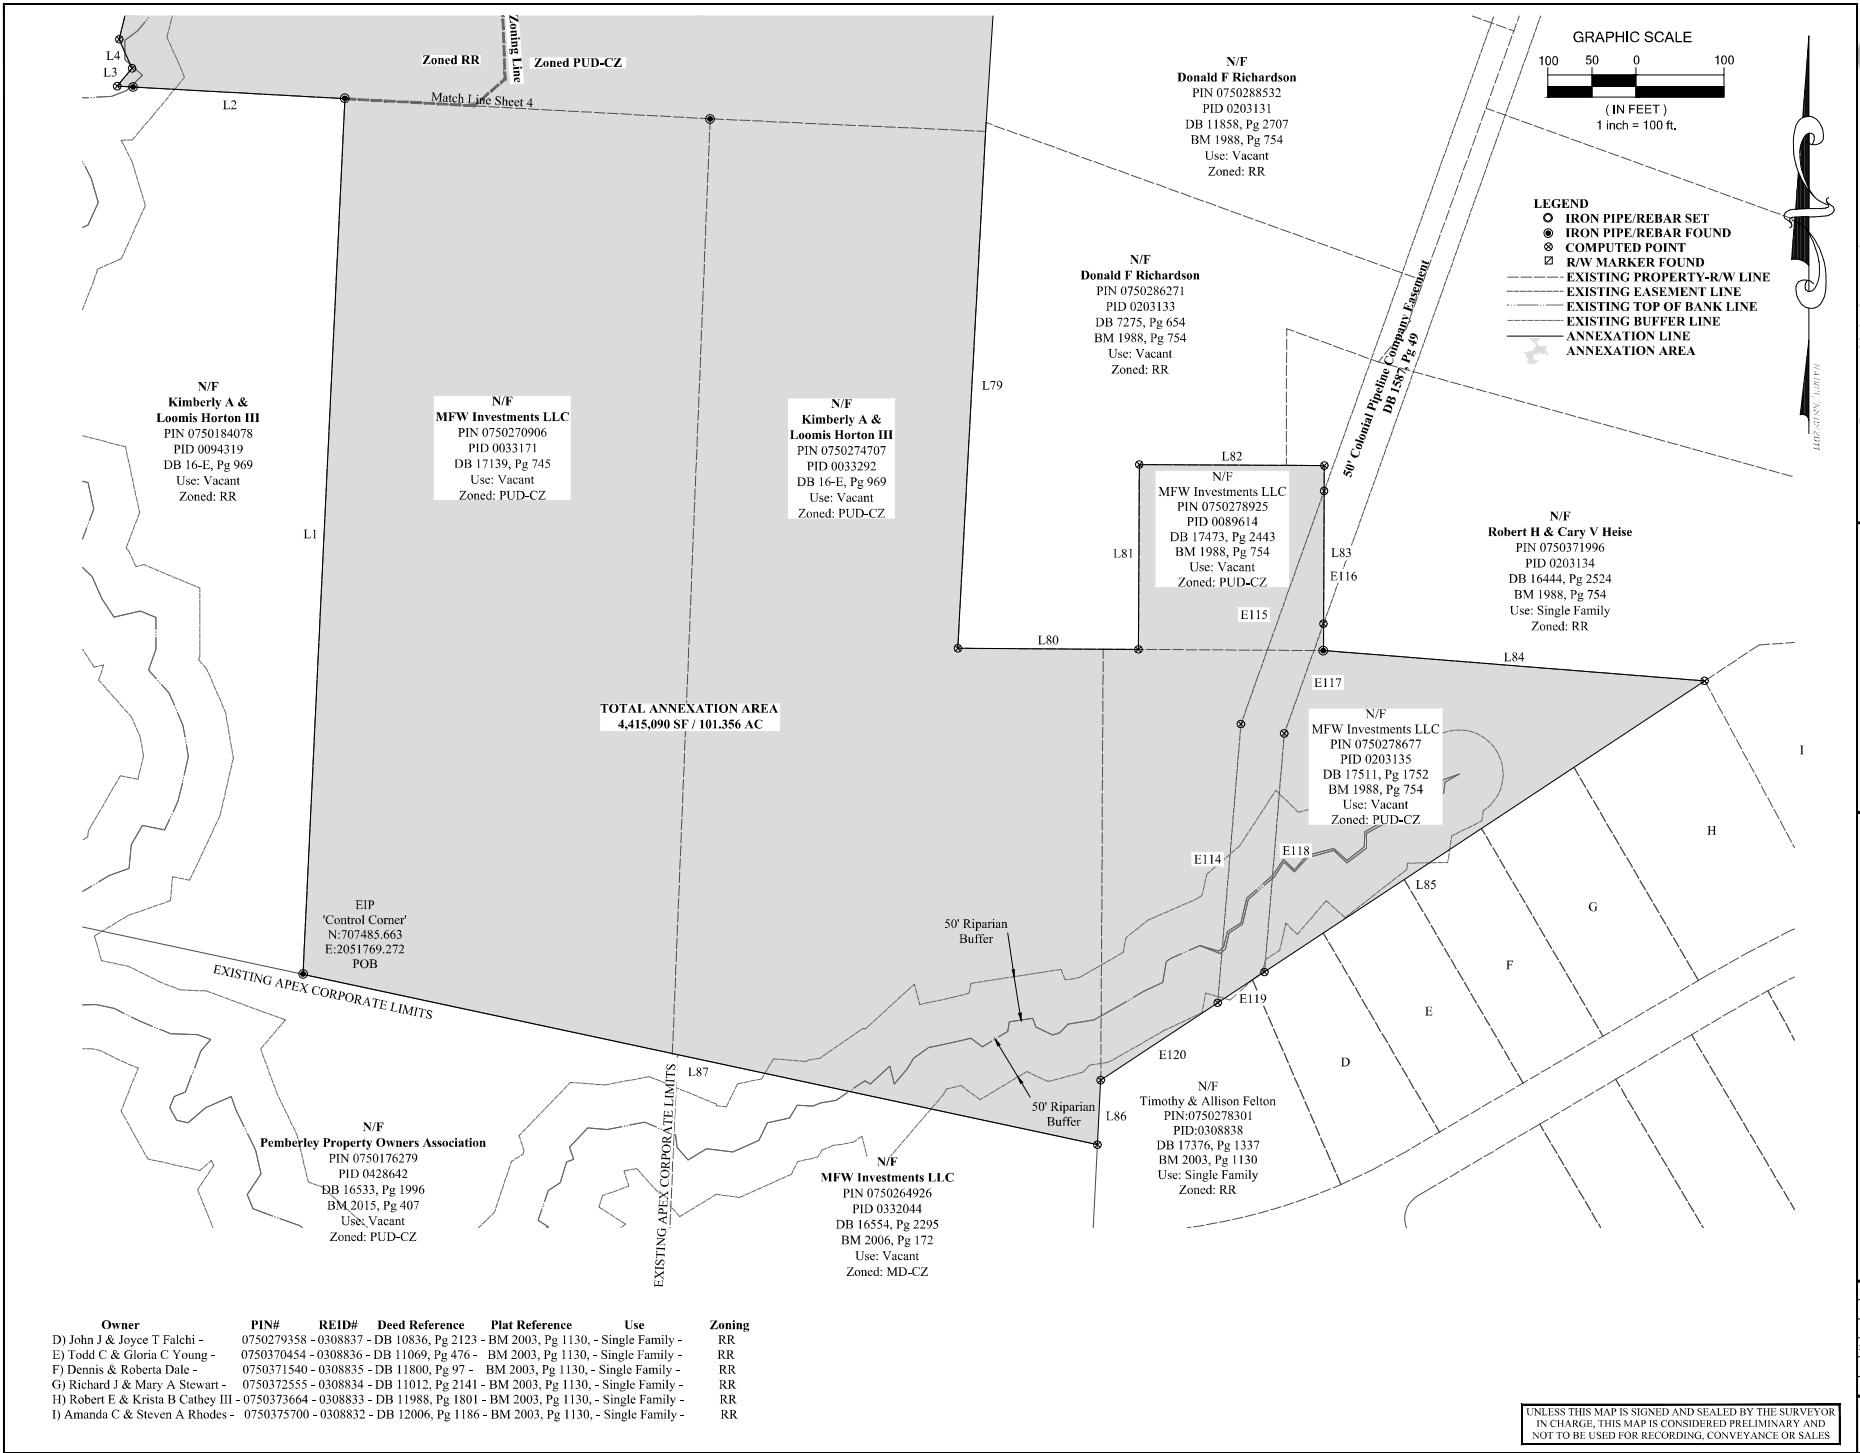 L4
L3
L2
Zoned RR
Zoning Line
Zoned PUD-CZ
Match Line Sheet 4
N/F
Donald F Richardson
PIN 0750288532
PID 0203131
DB 11858, Pg 2707
BM 1988, Pg 754
Use: Vacant
Zoned: RR
GRAPHIC SCALE
100 50 0 100
( IN FEET )
1 inch = 100 ft.
LEGEND
IRON PIPE/REBAR SET
IRON PIPE/REBAR FOUND
COMPUTED POINT
R/W MARKER FOUND
EXISTING PROPERTY-R/W LINE
EXISTING EASEMENT LINE
EXISTING TOP OF BANK LINE
EXISTING BUFFER LINE
ANNEXATION LINE
ANNEXATION AREA
NAD 83 NSRS 2011
N/F
Donald F Richardson
PIN 0750286271
PID 0203133
DB 7275, Pg 654
BM 1988, Pg 754
Use: Vacant
Zoned: RR
50' Colonial Pipeline Company Easement
DB 1587, Pg 49
N/F
Kimberly A &
Loomis Horton III
PIN 0750184078
PID 0094319
DB 16-E, Pg 969
Use: Vacant
Zoned: RR
N/F
MFW Investments LLC
PIN 0750270906
PID 0033171
DB 17139, Pg 745
Use: Vacant
Zoned: PUD-CZ
N/F
Kimberly A &
Loomis Horton III
PIN 0750274707
PID 0033292
DB 16-E, Pg 969
Use: Vacant
Zoned: PUD-CZ
L79
L1
L82
N/F
MFW Investments LLC
PIN 0750278925
PID 0089614
DB 17473, Pg 2443
BM 1988, Pg 754
Use: Vacant
Zoned: PUD-CZ
L81
L83
E116
E115
L80
N/F
Robert H & Cary V Heise
PIN 0750371996
PID 0203134
DB 16444, Pg 2524
BM 1988, Pg 754
Use: Single Family
Zoned: RR
L84
E117
TOTAL ANNEXATION AREA
4,415,090 SF / 101.356 AC
N/F
MFW Investments LLC
PIN 0750278677
PID 0203135
DB 17511, Pg 1752
BM 1988, Pg 754
Use: Vacant
Zoned: PUD-CZ
I
H
E114
E118
L85
G
F
E
D
EIP
'Control Corner'
N:707485.663
E:2051769.272
POB
50' Riparian
Buffer
EXISTING APEX CORPORATE LIMITS
E119
E120
L87
L86
50' Riparian
Buffer
EXISTING APEX CORPORATE LIMITS
N/F
Timothy & Allison Felton
PIN:0750278301
PID:0308838
DB 17376, Pg 1337
BM 2003, Pg 1130
Use: Single Family
Zoned: RR
N/F
Pemberley Property Owners Association
PIN 0750176279
PID 0428642
DB 16533, Pg 1996
BM 2015, Pg 407
Use: Vacant
Zoned: PUD-CZ
N/F
MFW Investments LLC
PIN 0750264926
PID 0332044
DB 16554, Pg 2295
BM 2006, Pg 172
Use: Vacant
Zoned: MD-CZ
Owner PIN# REID# Deed Reference Plat Reference Use Zoning
D) John J & Joyce T Falchi - 0750279358 - 0308837 - DB 10836, Pg 2123 - BM 2003, Pg 1130, - Single Family - RR
E) Todd C & Gloria C Young - 0750370454 - 0308836 - DB 11069, Pg 476 - BM 2003, Pg 1130, - Single Family - RR
F) Dennis & Roberta Dale - 0750371540 - 0308835 - DB 11800, Pg 97 - BM 2003, Pg 1130, - Single Family - RR
G) Richard J & Mary A Stewart - 0750372555 - 0308834 - DB 11012, Pg 2141 - BM 2003, Pg 1130, - Single Family - RR
H) Robert E & Krista B Cathey III - 0750373664 - 0308833 - DB 11988, Pg 1801 - BM 2003, Pg 1130, - Single Family - RR
I) Amanda C & Steven A Rhodes - 0750375700 - 0308832 - DB 12006, Pg 1186 - BM 2003, Pg 1130, - Single Family - RR
UNLESS THIS MAP IS SIGNED AND SEALED BY THE SURVEYOR
IN CHARGE, THIS MAP IS CONSIDERED PRELIMINARY AND
NOT TO BE USED FOR RECORDING, CONVEYANCE OR SALES